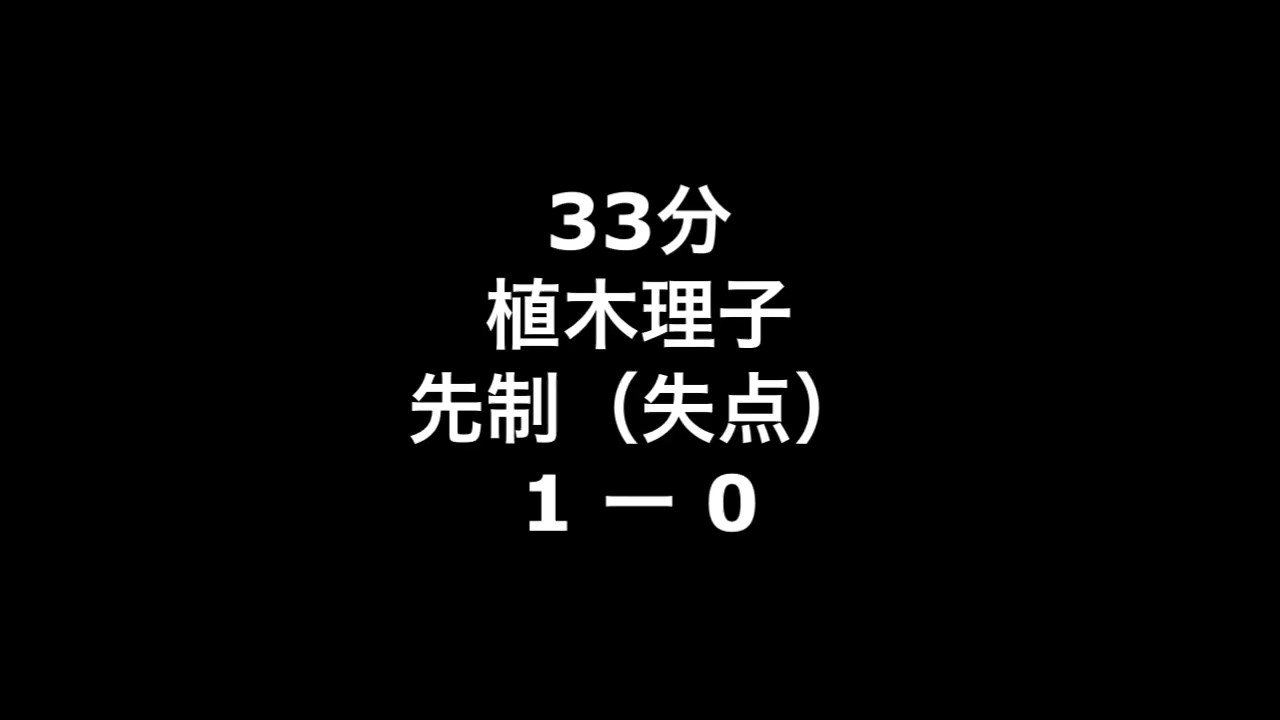 33分
植木理子
先制（失点）
1 ー 0